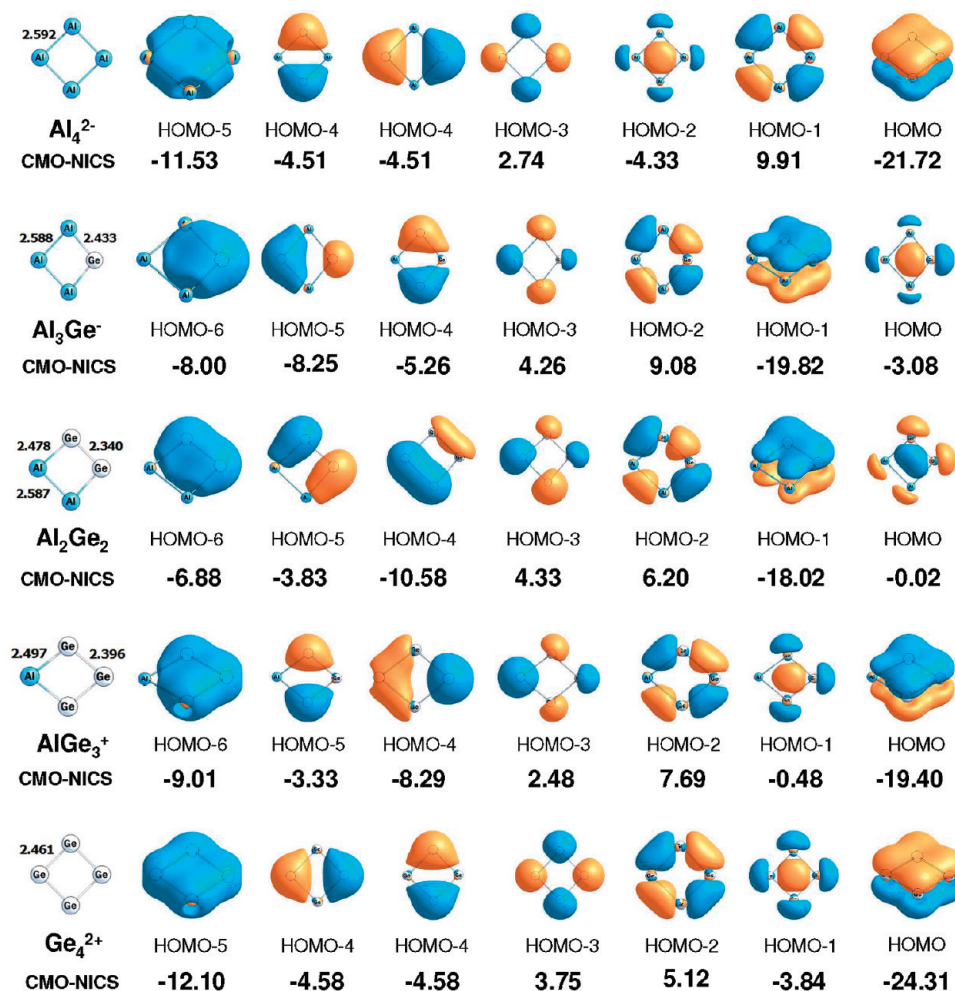 2.592
Al Al Al Al
Al₄²⁻ HOMO-5 HOMO-4 HOMO-4 HOMO-3 HOMO-2 HOMO-1 HOMO
CMO-NICS -11.53 -4.51 -4.51 2.74 -4.33 9.91 -21.72
2.588 2.433
Al Al Ge Al
Al₃Ge⁻ HOMO-6 HOMO-5 HOMO-4 HOMO-3 HOMO-2 HOMO-1 HOMO
CMO-NICS -8.00 -8.25 -5.26 4.26 9.08 -19.82 -3.08
Ge
2.478 2.340
Al Ge
2.587
Al
Al₂Ge₂ HOMO-6 HOMO-5 HOMO-4 HOMO-3 HOMO-2 HOMO-1 HOMO
CMO-NICS -6.88 -3.83 -10.58 4.33 6.20 -18.02 -0.02
Ge
2.497 2.396
Al Ge
Ge
AlGe₃⁺ HOMO-6 HOMO-5 HOMO-4 HOMO-3 HOMO-2 HOMO-1 HOMO
CMO-NICS -9.01 -3.33 -8.29 2.48 7.69 -0.48 -19.40
2.461
Ge Ge Ge Ge
Ge₄²⁺ HOMO-5 HOMO-4 HOMO-4 HOMO-3 HOMO-2 HOMO-1 HOMO
CMO-NICS -12.10 -4.58 -4.58 3.75 5.12 -3.84 -24.31